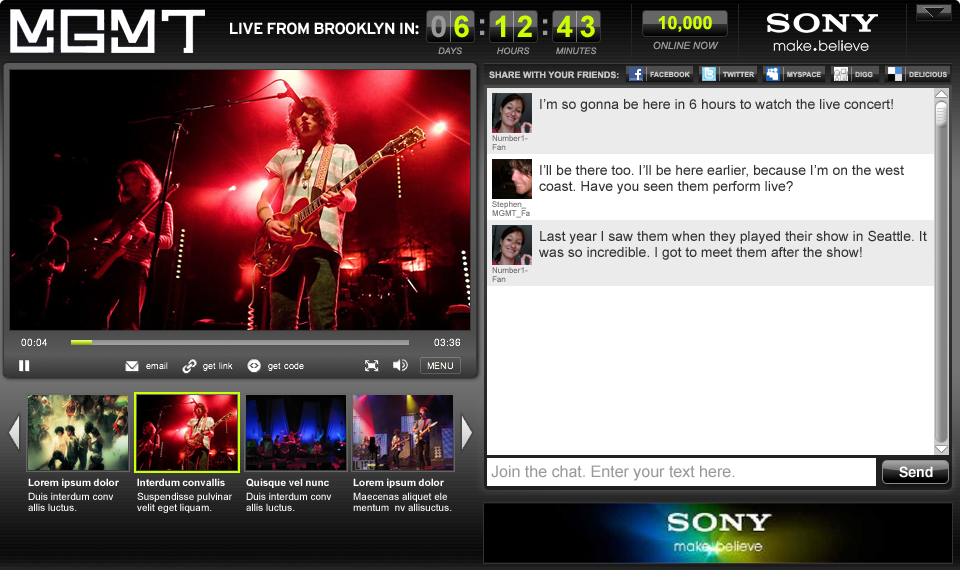 MGMT
LIVE FROM BROOKLYN IN: 06:12:43
DAYS HOURS MINUTES
10,000
ONLINE NOW
SONY
make.believe
SHARE WITH YOUR FRIENDS: FACEBOOK TWITTER MYSPACE DIGG DELICIOUS
I'm so gonna be here in 6 hours to watch the live concert!
Number1-
Fan
I'll be there too. I'll be here earlier, because I'm on the west
coast. Have you seen them perform live?
Stephen_
MGMT_Fa
Last year I saw them when they played their show in Seattle. It
was so incredible. I got to meet them after the show!
Number1-
Fan
00:04 03:36
email get link get code MENU
Lorem ipsum dolor
Duis interdum conv
allis luctus.
Interdum convallis
Suspendisse pulvinar
velit eget liquam.
Quisque vel nunc
Duis interdum conv
allis luctus.
Lorem ipsum dolor
Maecenas aliquet ele
mentum nv allisuctus.
Join the chat. Enter your text here.
Send
SONY
make.believe